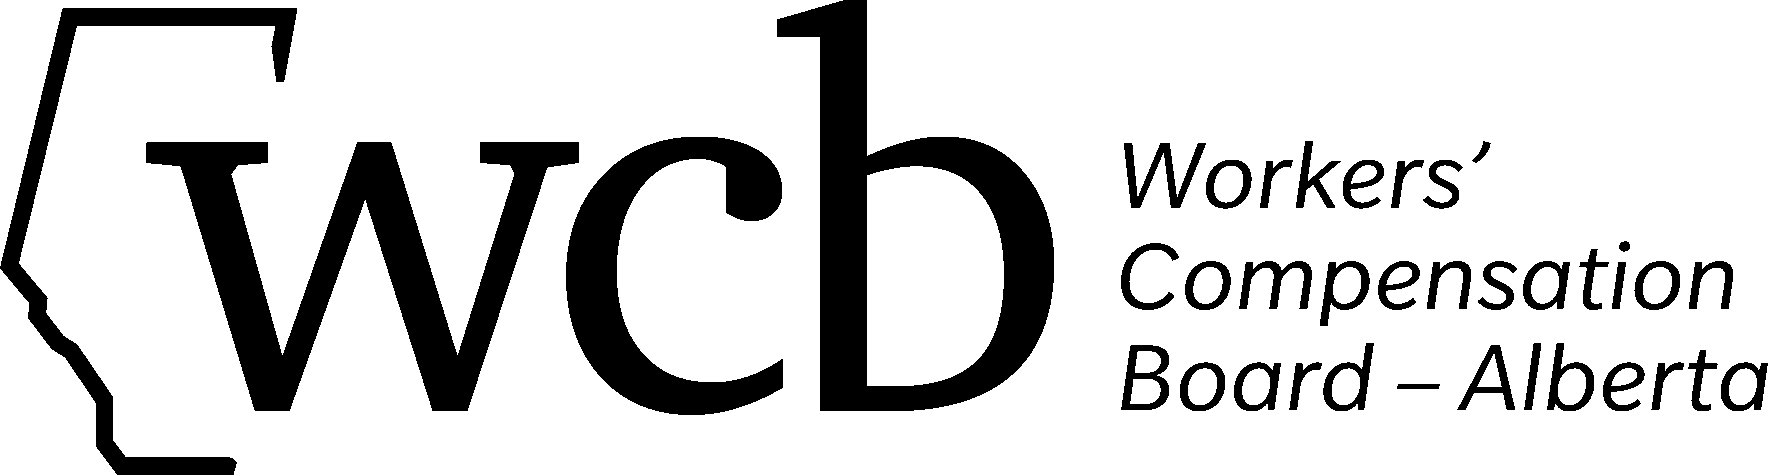 wcb
Workers’
Compensation
Board – Alberta